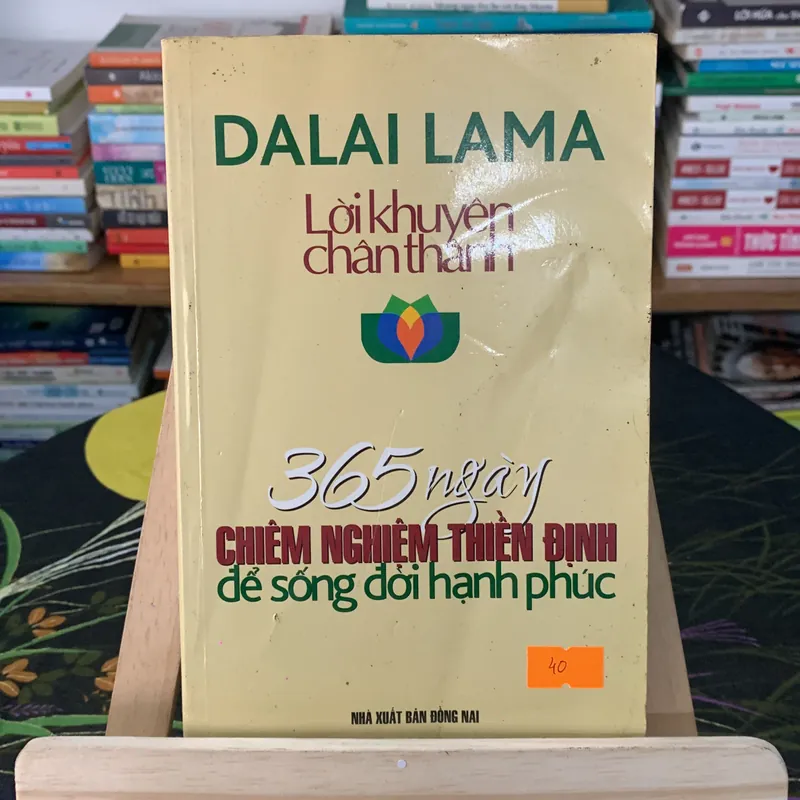 DALAI LAMA
Lời khuyên
chân thành
365 ngày
CHIÊM NGHIỆM THIỀN ĐỊNH
để sống đời hạnh phúc
40
NHÀ XUẤT BẢN ĐỒNG NAI